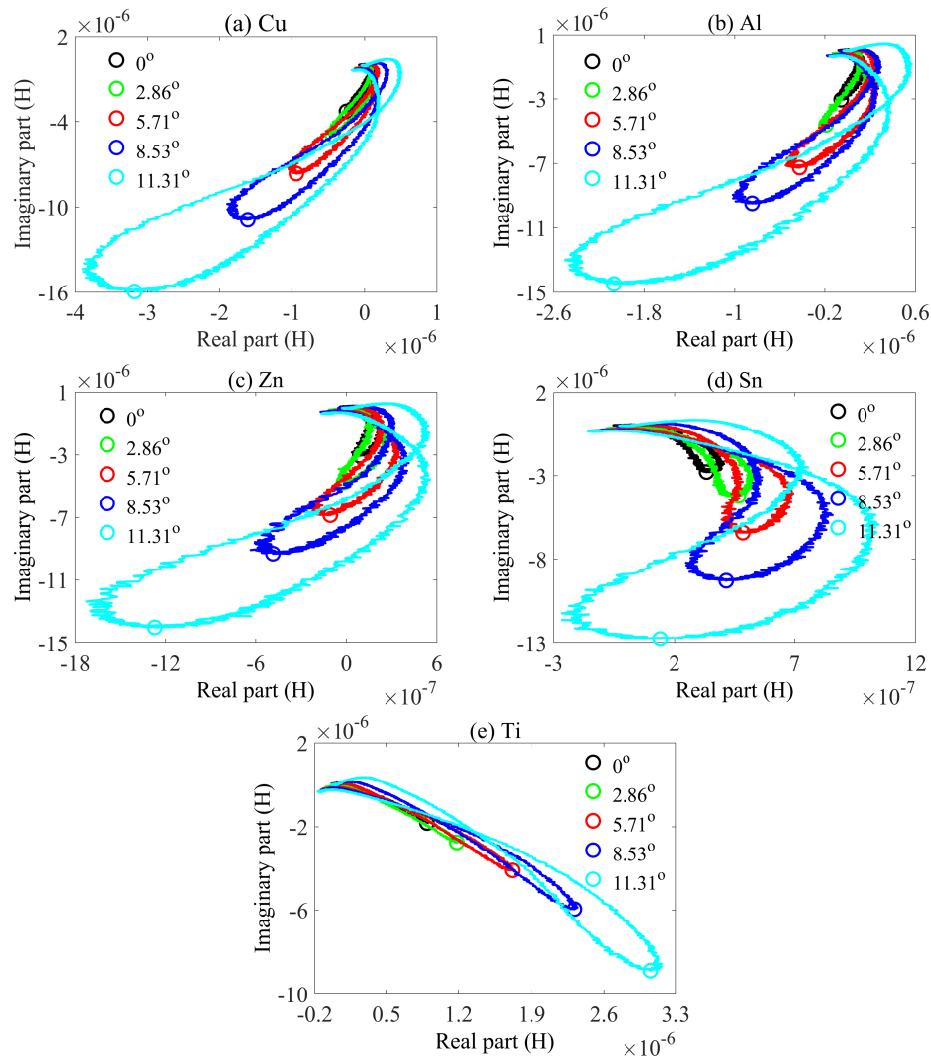 ×10⁻⁶ (a) Cu
2
-4
-10
-16
Imaginary part (H)
0°
2.86°
5.71°
8.53°
11.31°
-4 -3 -2 -1 0 1
Real part (H) ×10⁻⁶
×10⁻⁶ (b) Al
1
-3
-7
-11
-15
Imaginary part (H)
0°
2.86°
5.71°
8.53°
11.31°
-2.6 -1.8 -1 -0.2 0.6
Real part (H) ×10⁻⁶
×10⁻⁶ (c) Zn
1
-3
-7
-11
-15
Imaginary part (H)
0°
2.86°
5.71°
8.53°
11.31°
-18 -12 -6 0 6
Real part (H) ×10⁻⁷
×10⁻⁶ (d) Sn
2
-3
-8
-13
Imaginary part (H)
0°
2.86°
5.71°
8.53°
11.31°
-3 2 7 12
Real part (H) ×10⁻⁷
×10⁻⁶ (e) Ti
2
-2
-6
-10
Imaginary part (H)
0°
2.86°
5.71°
8.53°
11.31°
-0.2 0.5 1.2 1.9 2.6 3.3
Real part (H) ×10⁻⁶